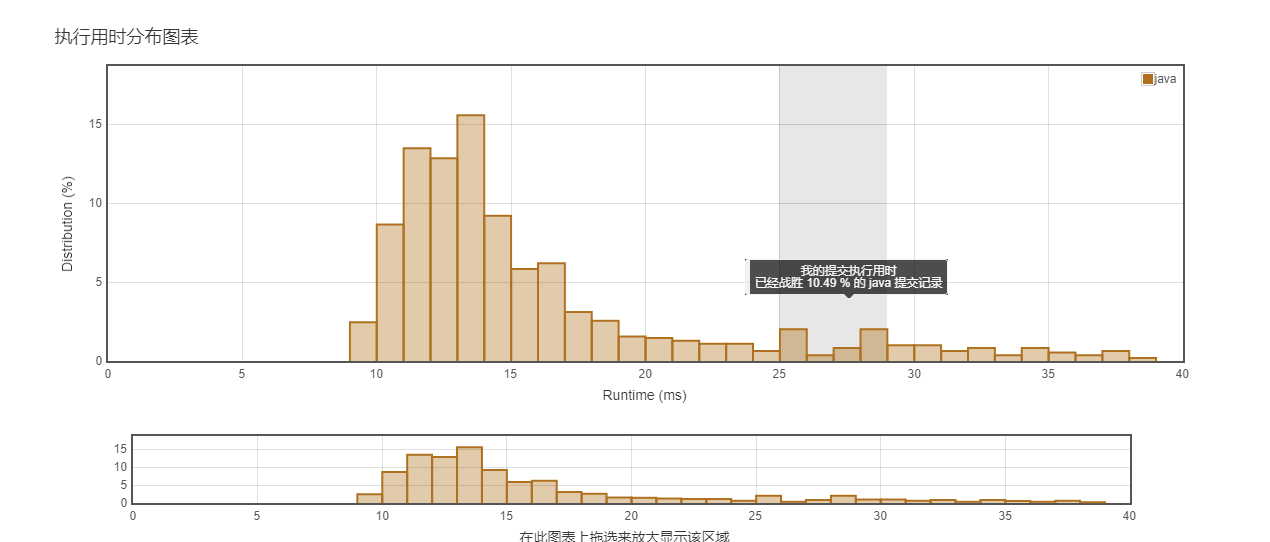 执行用时分布图表
java
15
10
5
0
Distribution (%)
我的提交执行用时
已经战胜 10.49 % 的 java 提交记录
0 5 10 15 20 25 30 35 40
Runtime (ms)
15
10
5
0
0 5 10 15 20 25 30 35 40
在此图表上拖选来放大显示该区域